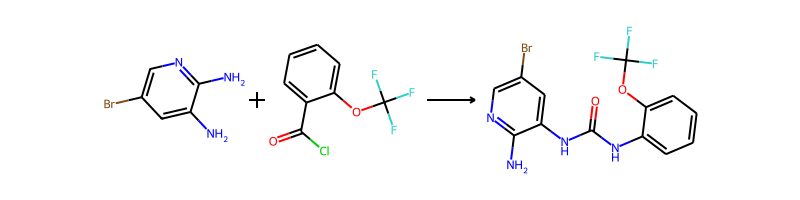 Br N NH₂ NH₂ + O Cl O F F F
Br N NH₂ NH O NH O F F F